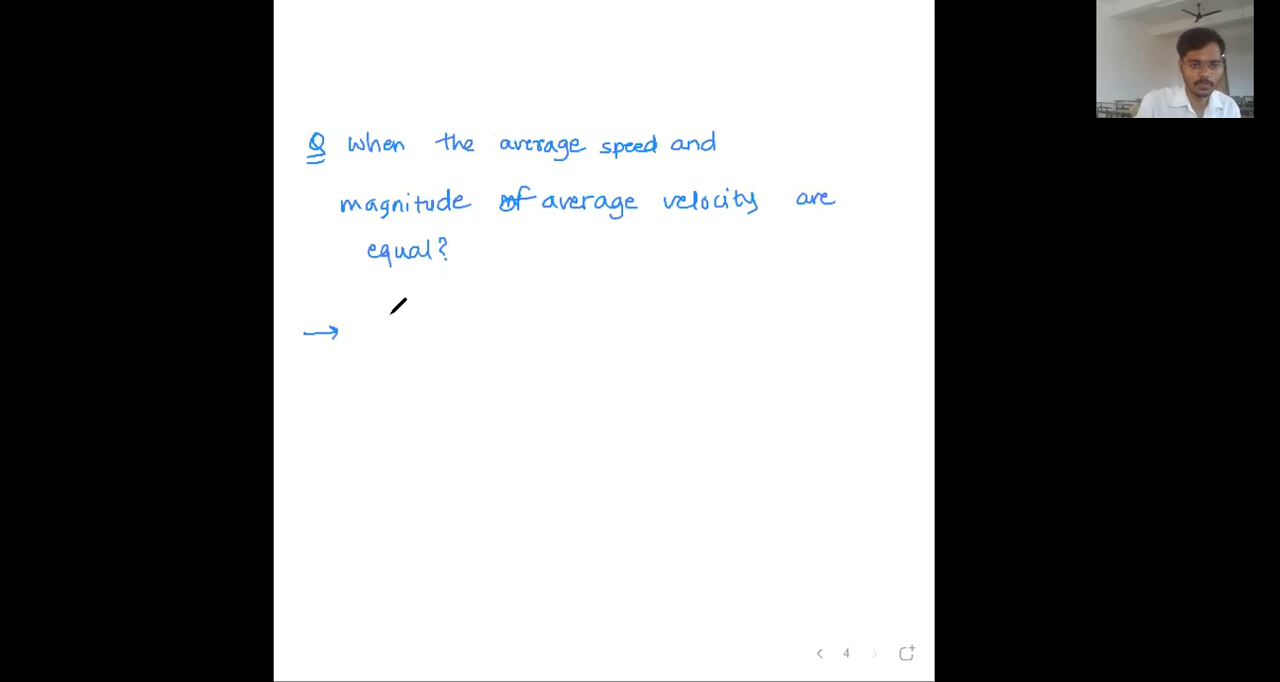 Q When the average speed and
magnitude of average velocity are
equal?
→
< 4 >